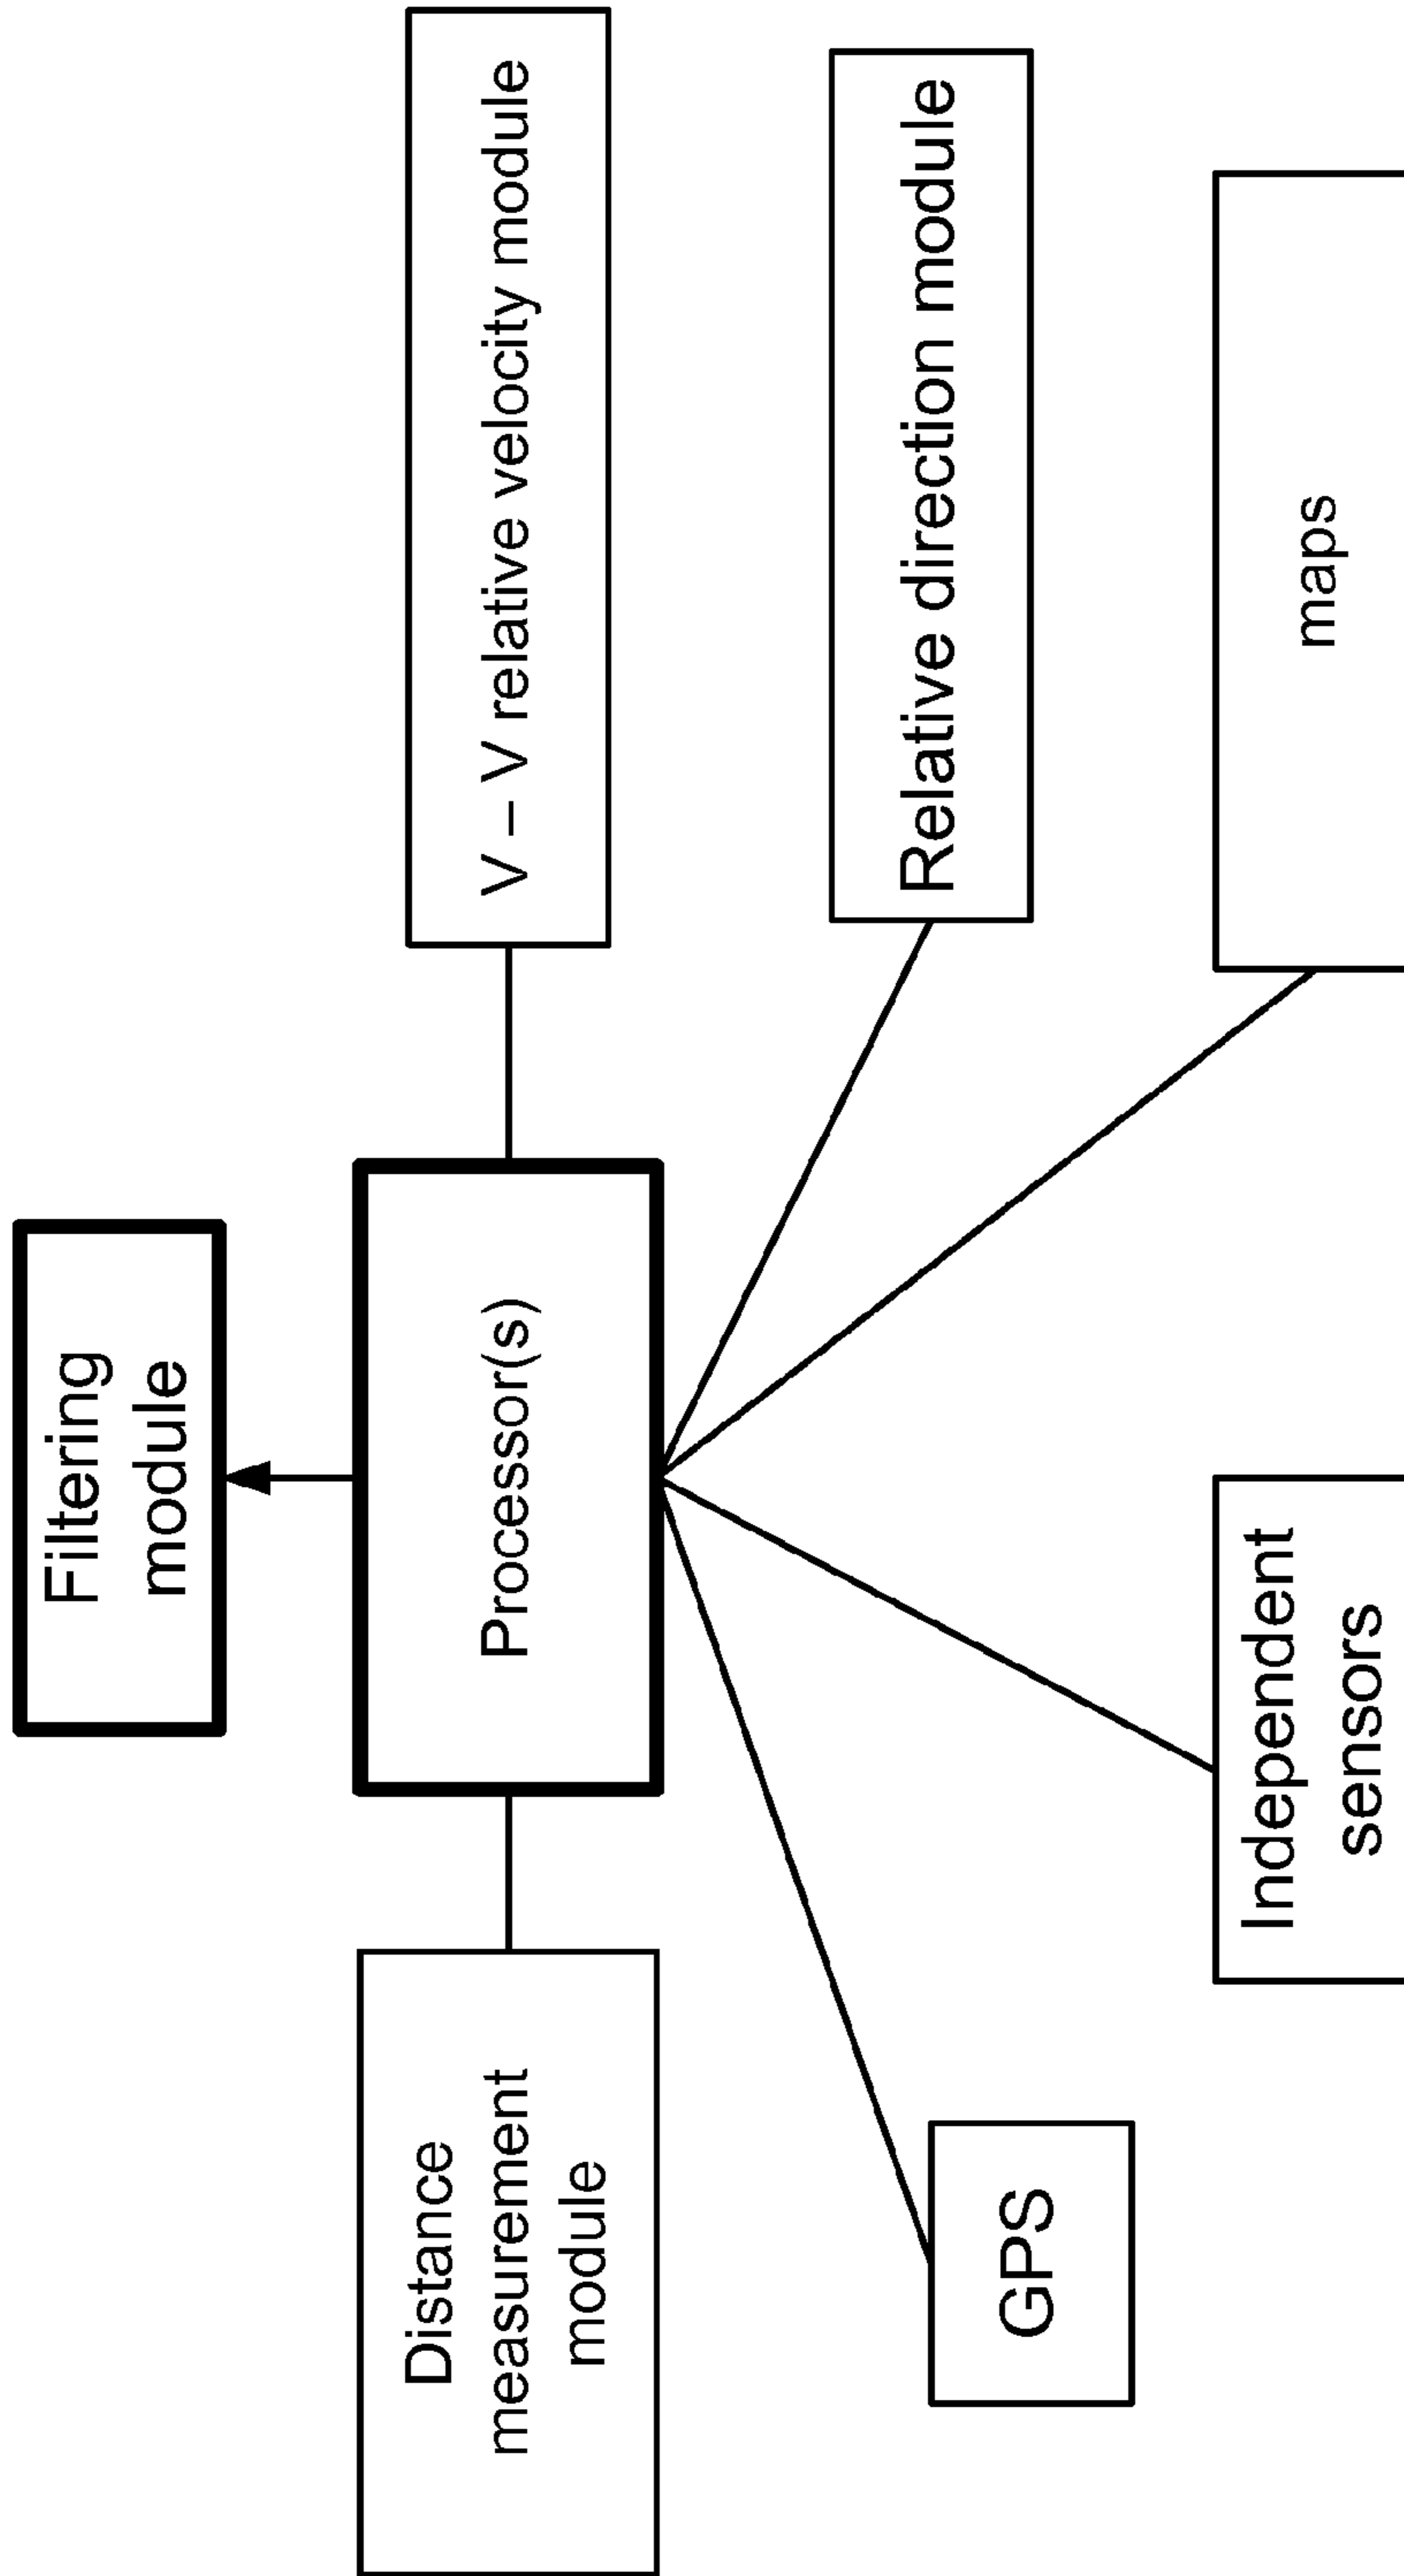 Filtering
module
Distance
measurement
module
Processor(s)
V – V relative velocity module
GPS
Relative direction module
Independent
sensors
maps